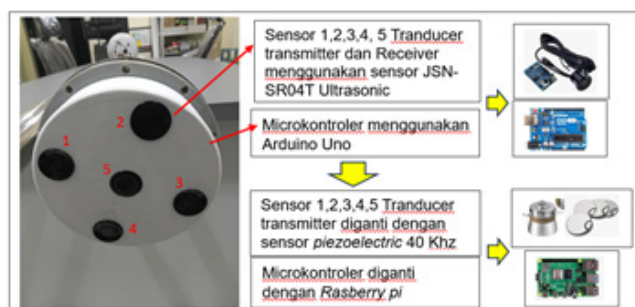 Sensor 1,2,3,4, 5 Tranducer
transmitter dan Receiver
menggunakan sensor JSN-
SR04T Ultrasonic
Microkontroler menggunakan
Arduino Uno
Sensor 1,2,3,4,5 Tranducer
transmitter diganti dengan
sensor piezoelectric 40 Khz
Microkontroler diganti
dengan Rasberry pi
1
2
5
3
4